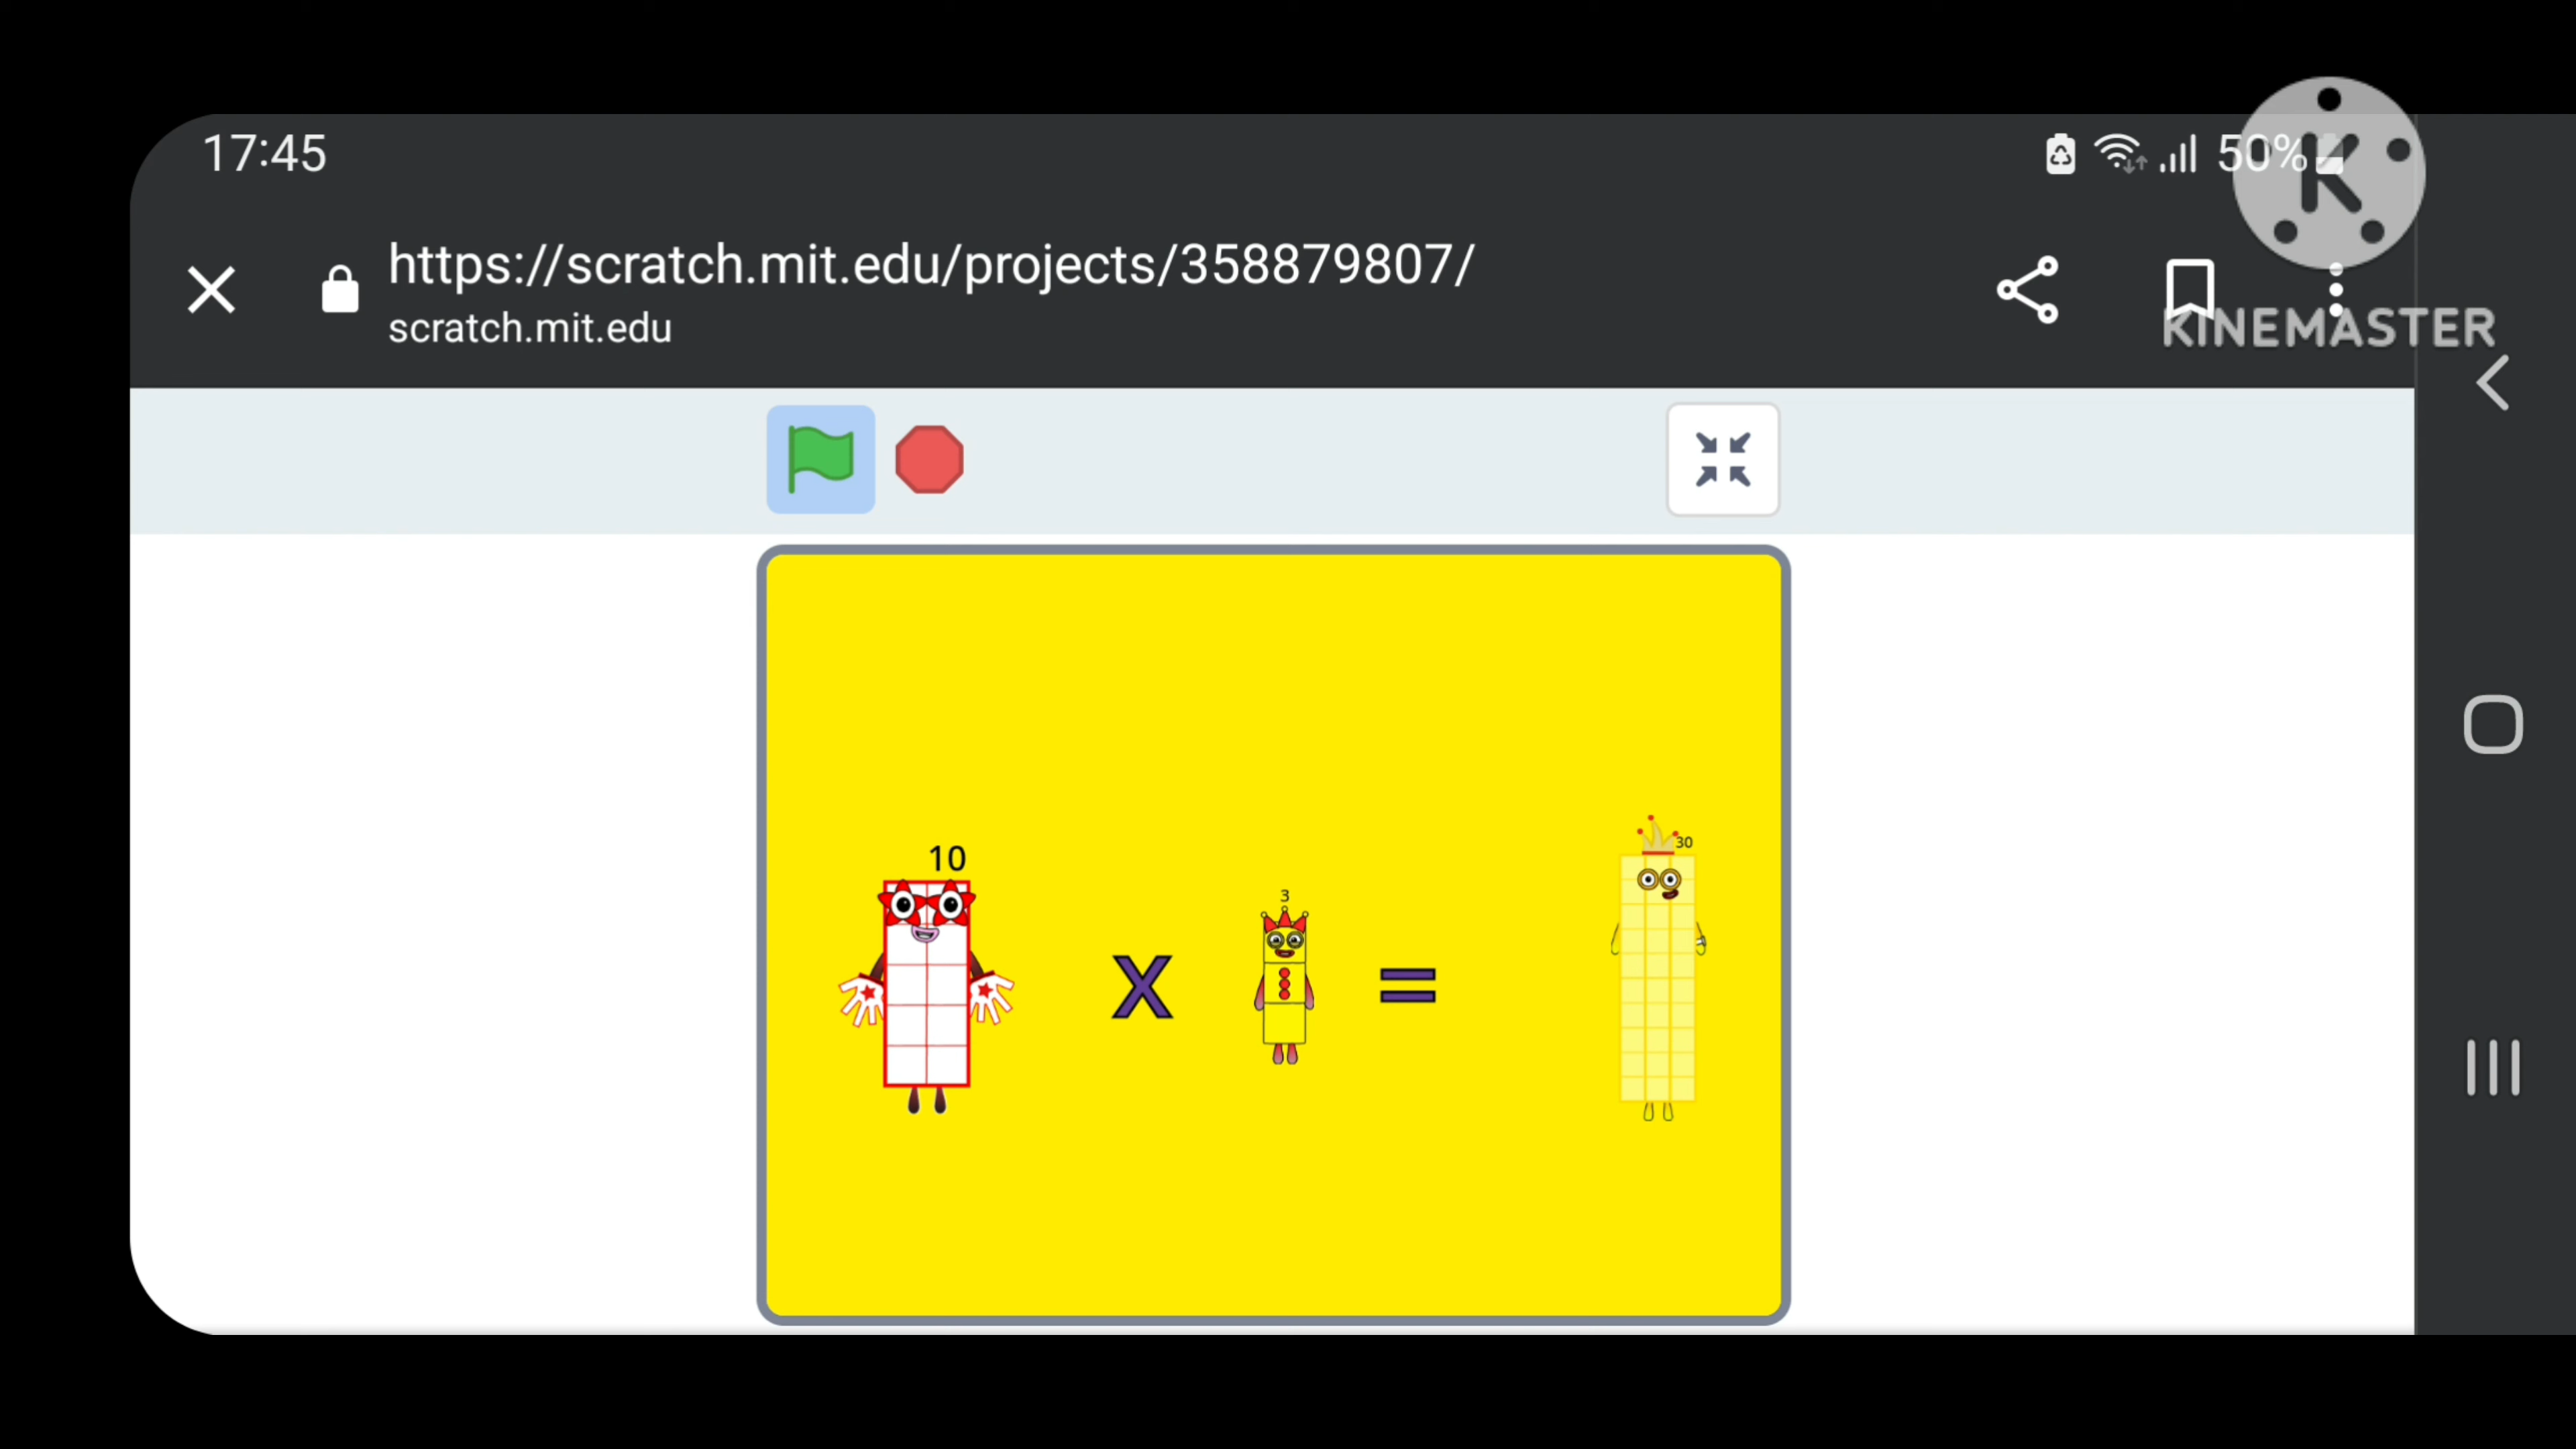 17:45
50%
K
https://scratch.mit.edu/projects/358879807/
scratch.mit.edu
KINEMASTER
10
3
30
x
=